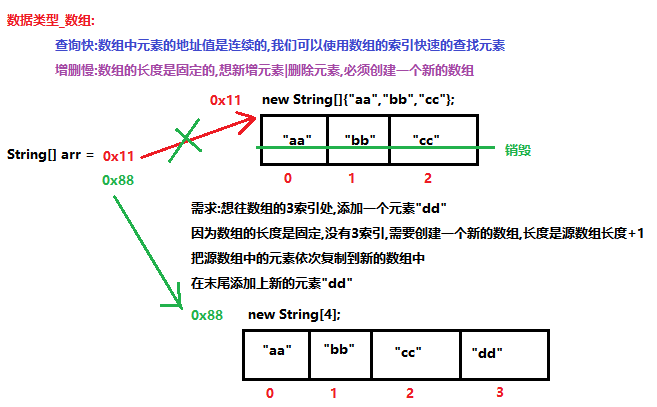 数据类型_数组:
查询快:数组中元素的地址值是连续的,我们可以使用数组的索引快速的查找元素
增删慢:数组的长度是固定的,想新增元素|删除元素,必须创建一个新的数组
0x11 new String[]{"aa","bb","cc"};
"aa" "bb" "cc"
String[] arr = 0x11
销毁
0x88
0 1 2
需求:想往数组的3索引处,添加一个元素"dd"
因为数组的长度是固定,没有3索引,需要创建一个新的数组,长度是源数组长度+1
把源数组中的元素依次复制到新的数组中
在末尾添加上新的元素"dd"
0x88 new String[4];
"aa" "bb" "cc" "dd"
0 1 2 3